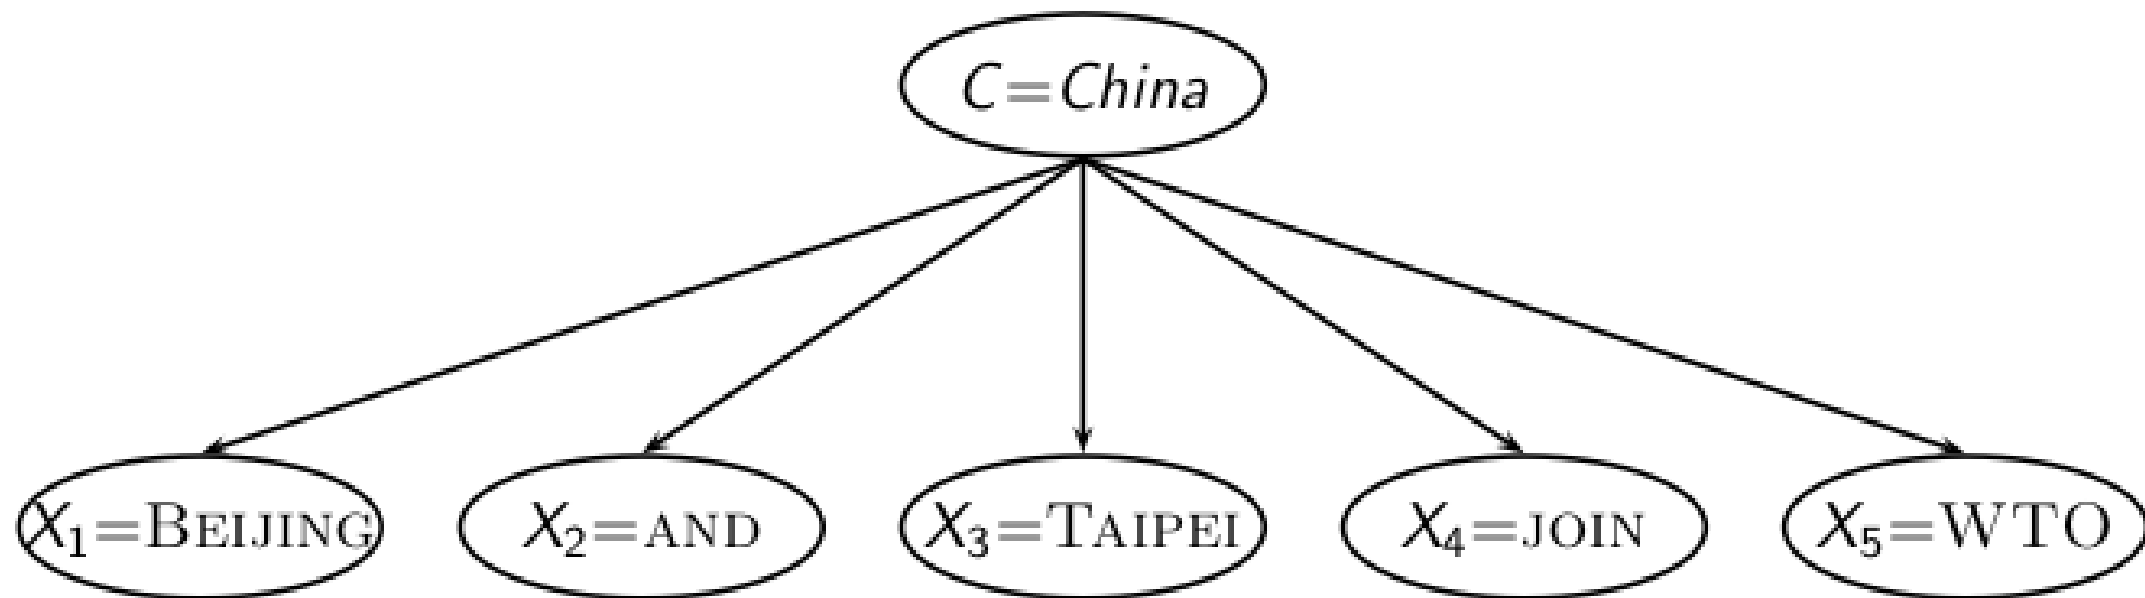 C=China
X₁=BEIJING X₂=AND X₃=TAIPEI X₄=JOIN X₅=WTO